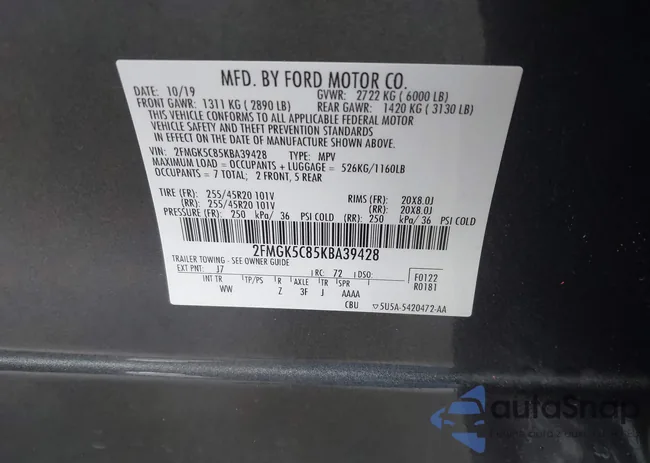 MFD. BY FORD MOTOR CO.
DATE: 10/19 GVWR: 2722 KG ( 6000 LB)
FRONT GAWR: 1311 KG ( 2890 LB) REAR GAWR: 1420 KG ( 3130 LB)
THIS VEHICLE CONFORMS TO ALL APPLICABLE FEDERAL MOTOR
VEHICLE SAFETY AND THEFT PREVENTION STANDARDS IN
EFFECT ON THE DATE OF MANUFACTURE SHOWN ABOVE.
VIN: 2FMGK5C85KBA39428 TYPE: MPV
MAXIMUM LOAD = OCCUPANTS + LUGGAGE = 526KG/1160LB
OCCUPANTS = 7 TOTAL; 2 FRONT, 5 REAR
TIRE (FR): 255/45R20 101V RIMS (FR): 20X8.0J
(RR): 255/45R20 101V (RR): 20X8.0J
PRESSURE (FR): 250 kPa/ 36 PSI COLD (RR): 250 kPa/ 36 PSI COLD
2FMGK5C85KBA39428
TRAILER TOWING - SEE OWNER GUIDE
EXT PNT: J7 RC: 72 DSO: F0122
INT TR TP/PS R AXLE TR SPR R0181
WW Z 3F J AAAA
CBU 5U5A-5420472-AA
autoSnap